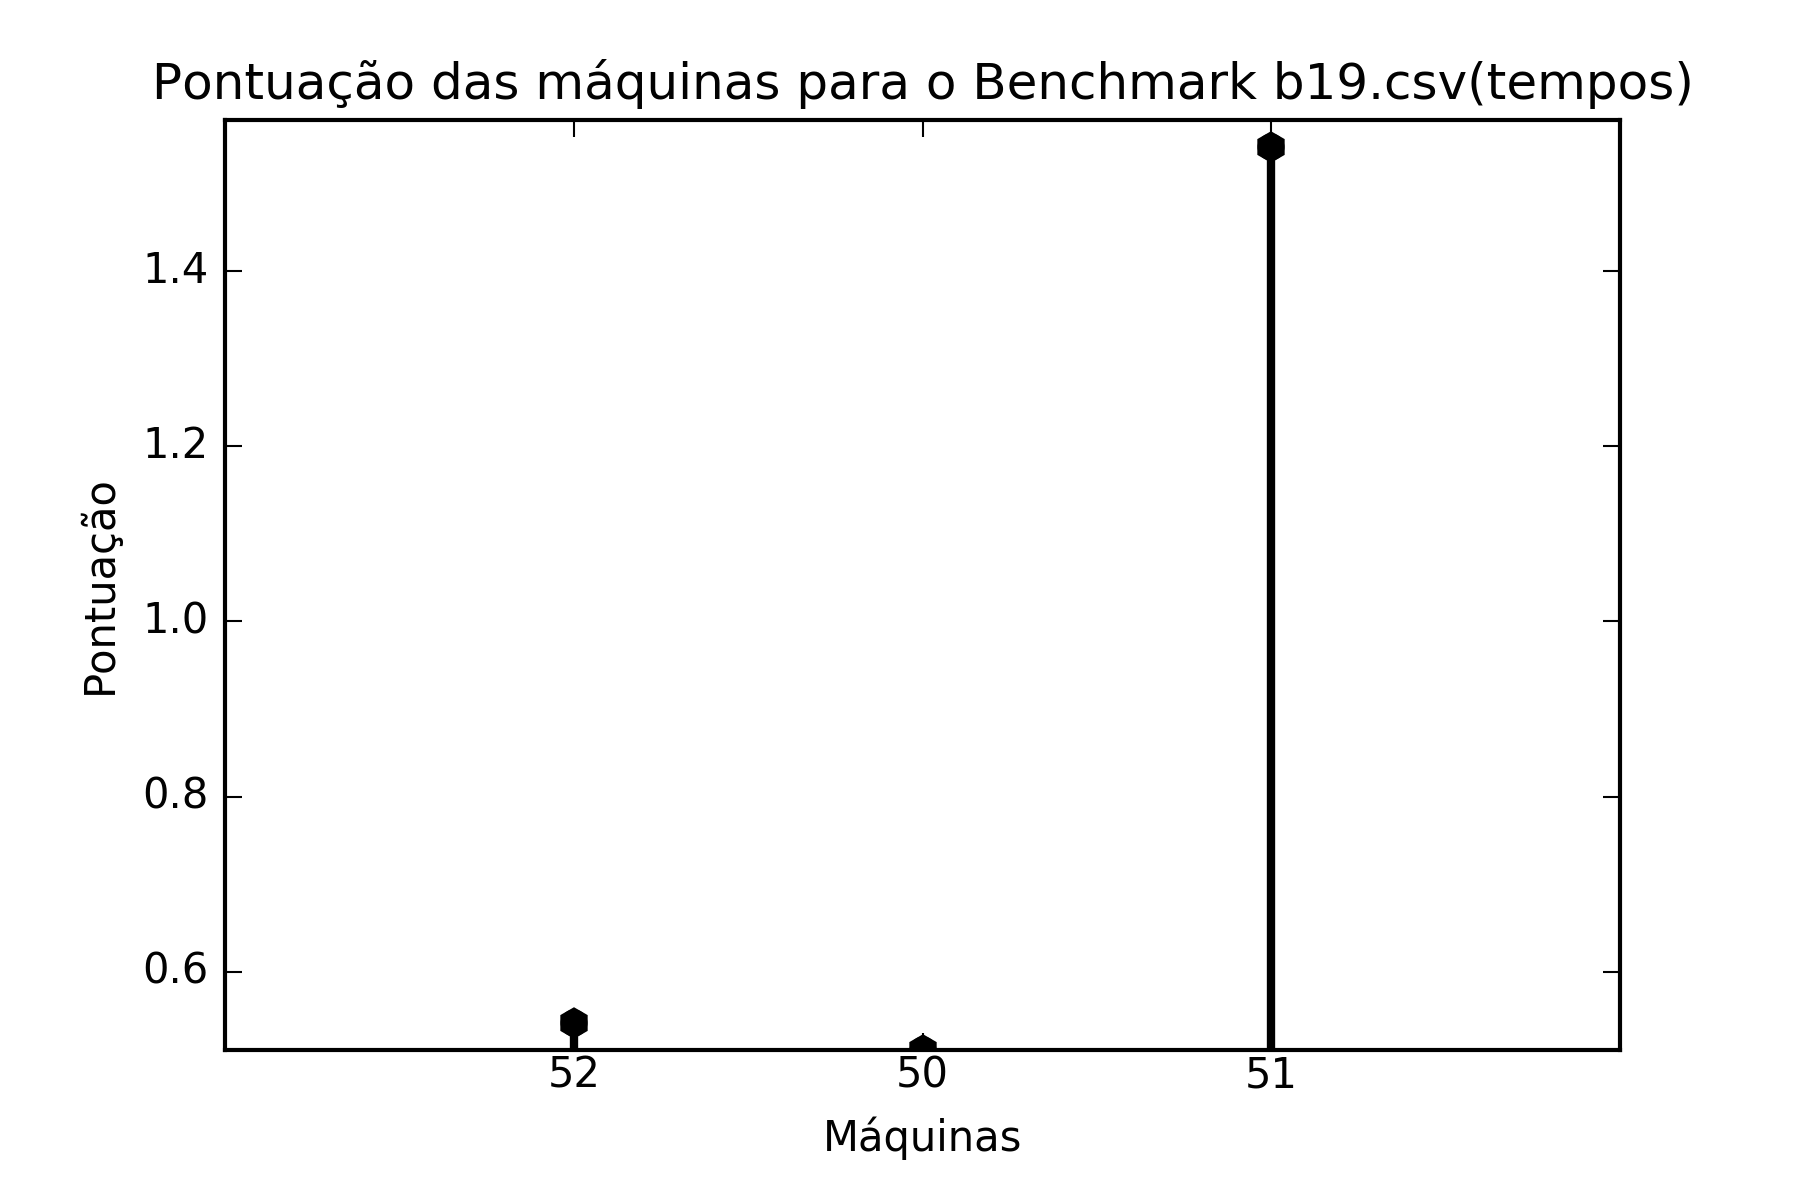 Pontuação das máquinas para o Benchmark b19.csv(tempos)
1.4
1.2
1.0
0.8
0.6
Pontuação
52 50 51
Máquinas